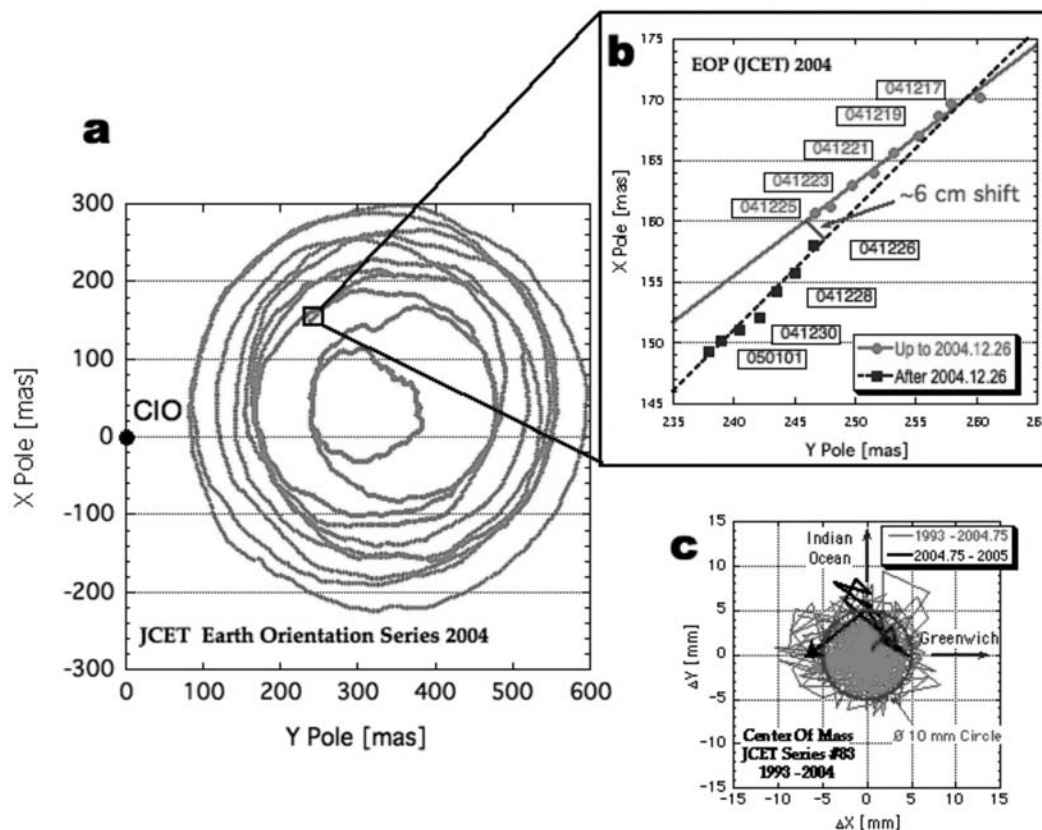 a
300
200
100
0
-100
-200
-300
X Pole [mas]
CIO
JCET Earth Orientation Series 2004
0
100
200
300
400
500
600
Y Pole [mas]
b
EOP (JCET) 2004
175
170
165
160
155
150
145
X Pole [mas]
041217
041219
041221
041223
041225
~6 cm shift
041226
041228
041230
050101
Up to 2004.12.26
After 2004.12.26
235
240
245
250
255
260
Y Pole [mas]
c
15
10
5
0
-5
-10
-15
ΔY [mm]
Indian
Ocean
1993 - 2004.75
2004.75 - 2005
Greenwich
Ø 10 mm Circle
Center Of Mass
JCET Series #83
1993 - 2004
-15
-10
-5
0
5
10
15
ΔX [mm]